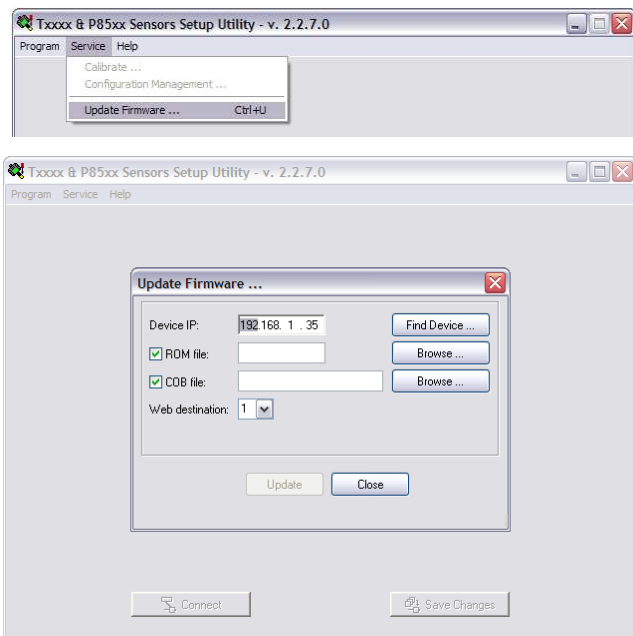 Txxxx & P85xx Sensors Setup Utility - v. 2.2.7.0
Program Service Help
Calibrate ...
Configuration Management ...
Update Firmware ... Ctrl+U
Txxxx & P85xx Sensors Setup Utility - v. 2.2.7.0
Program Service Help
Update Firmware ...
Device IP: 192.168. 1 . 35 Find Device ...
ROM file: Browse ...
COB file: Browse ...
Web destination: 1
Update Close
Connect Save Changes